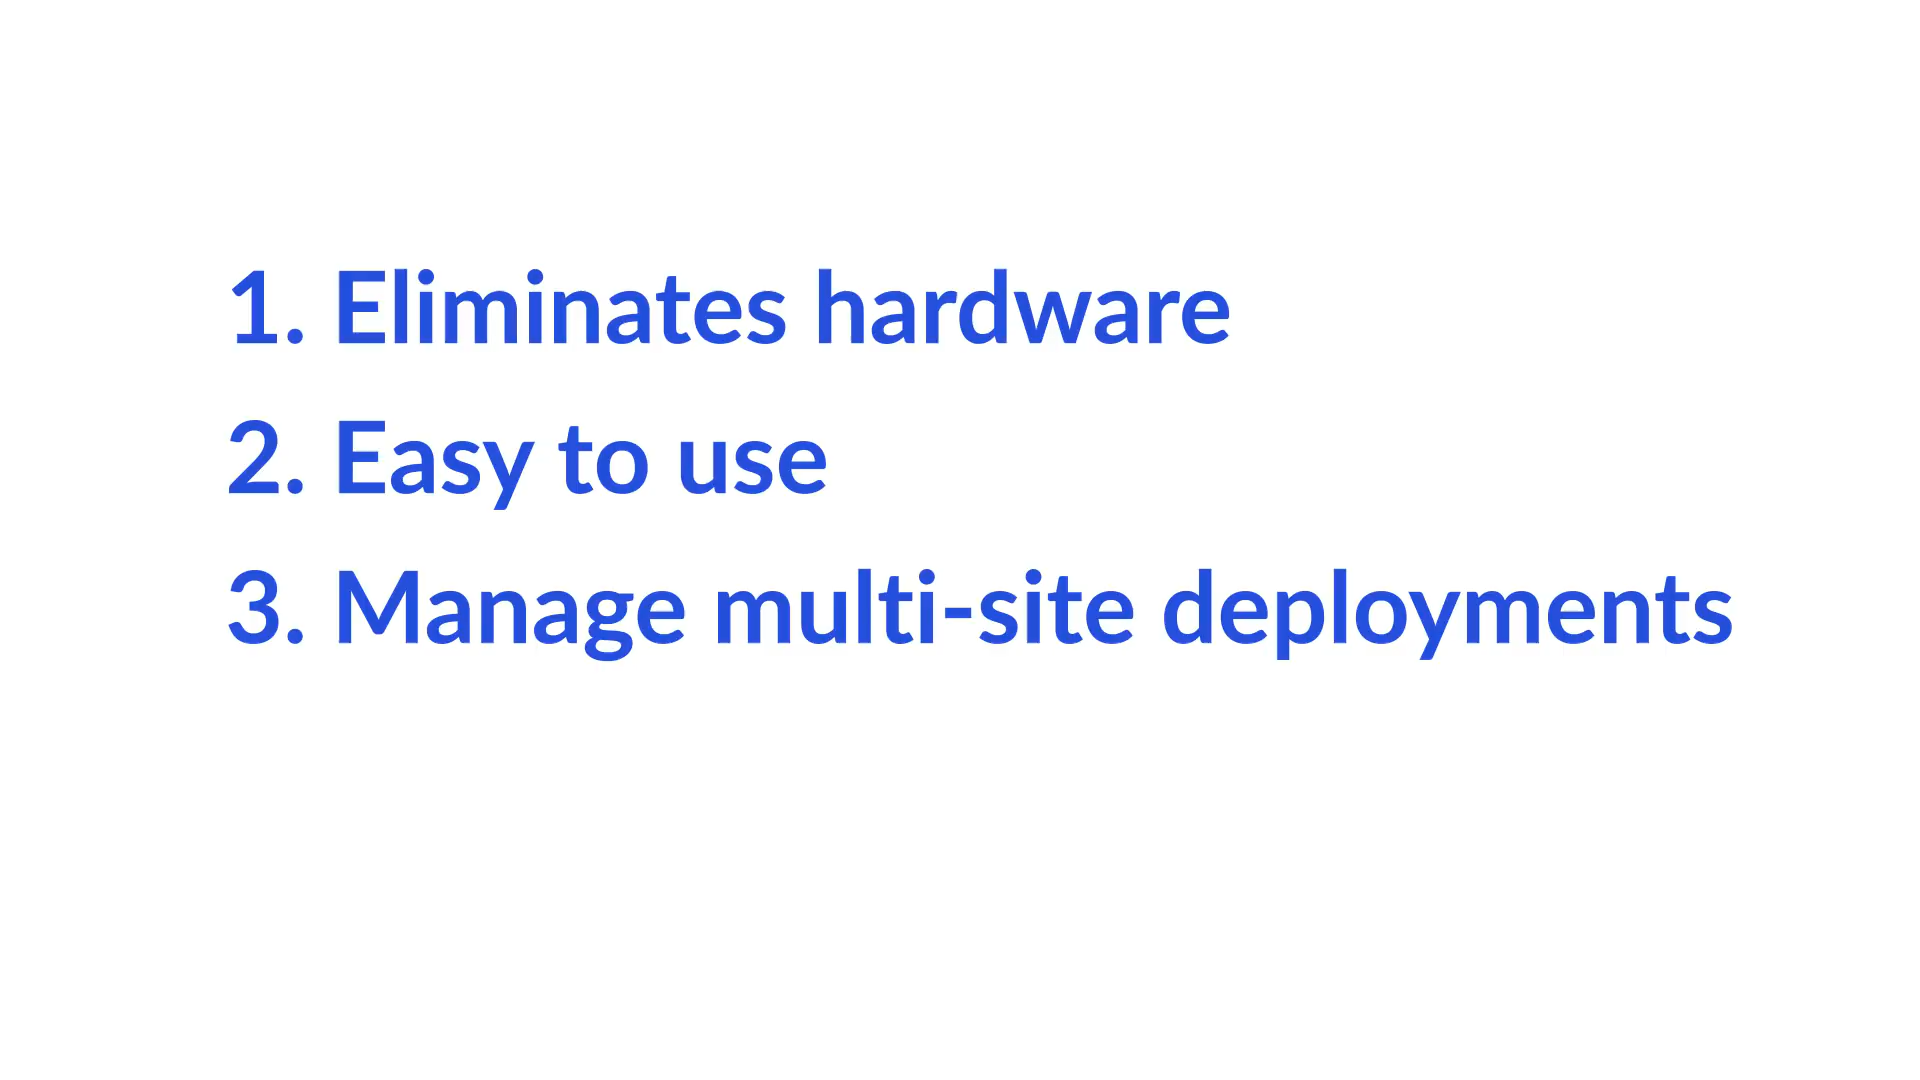 1. Eliminates hardware
2. Easy to use
3. Manage multi-site deployments